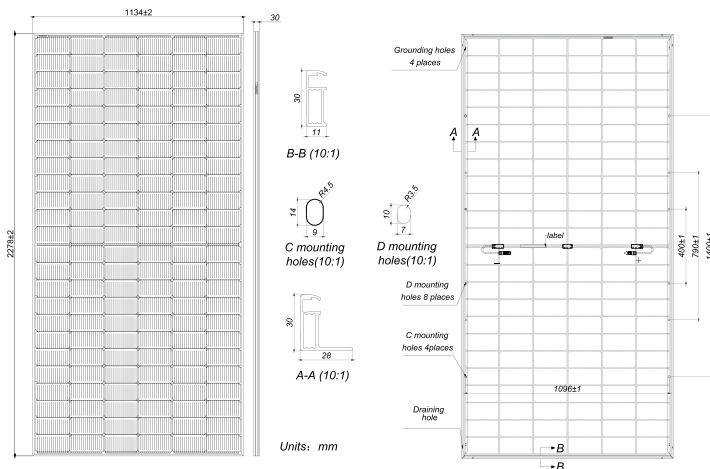 1134±2
30
2278±2
30
11
B-B (10:1)
R4.5
14
9
C mounting
holes(10:1)
R3.5
10
7
D mounting
holes(10:1)
30
28
A-A (10:1)
Units: mm
Grounding holes
4 places
A A
label
- +
400±1
790±1
1400±1
D mounting
holes 8 places
C mounting
holes 4places
1096±1
Draining
hole
B
B